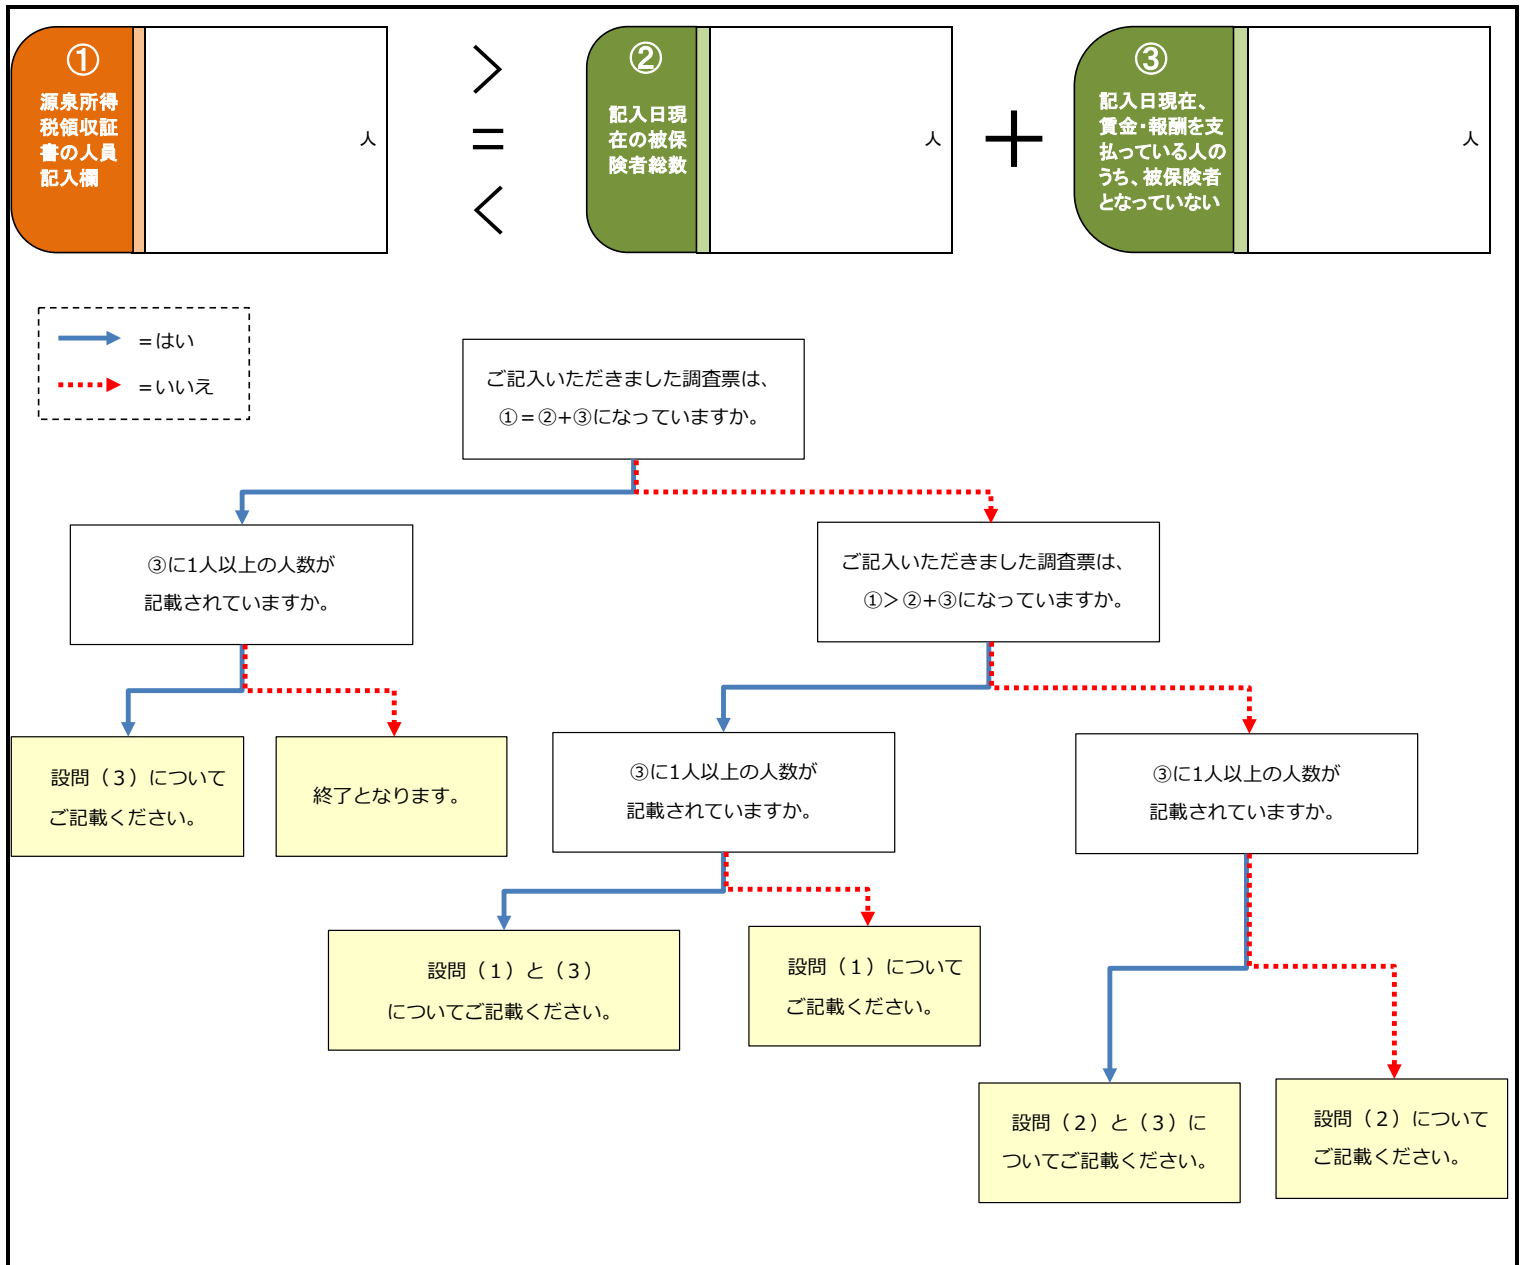 ①
源泉所得
税領収証
書の人員
記入欄
人
＞
＝
＜
②
記入日現
在の被保
険者総数
人
＋
③
記入日現在、
賃金・報酬を支
払っている人の
うち、被保険者
となっていない
人
＝はい
＝いいえ
ご記入いただきました調査票は、
①＝②+③になっていますか。
③に1人以上の人数が
記載されていますか。
ご記入いただきました調査票は、
①＞②+③になっていますか。
設問（３）について
ご記載ください。
終了となります。
③に1人以上の人数が
記載されていますか。
③に1人以上の人数が
記載されていますか。
設問（１）と（３）
についてご記載ください。
設問（１）について
ご記載ください。
設問（２）と（３）に
ついてご記載ください。
設問（２）について
ご記載ください。